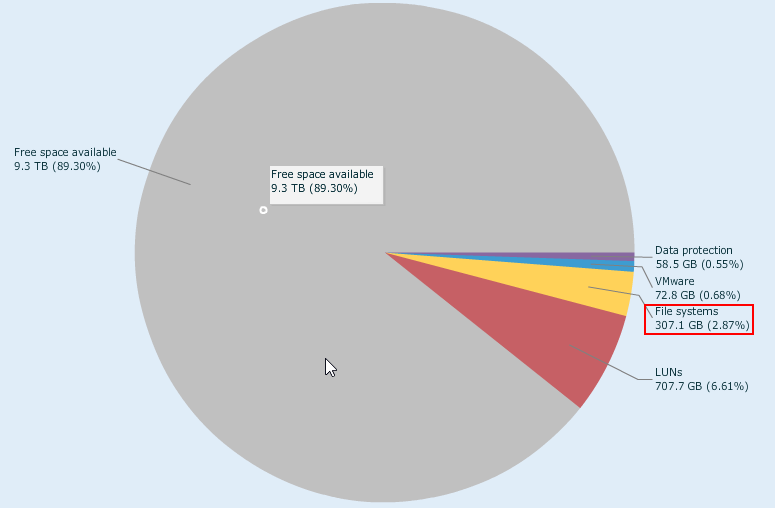 Free space available
9.3 TB (89.30%)
Free space available
9.3 TB (89.30%)
Data protection
58.5 GB (0.55%)
VMware
72.8 GB (0.68%)
File systems
307.1 GB (2.87%)
LUNs
707.7 GB (6.61%)